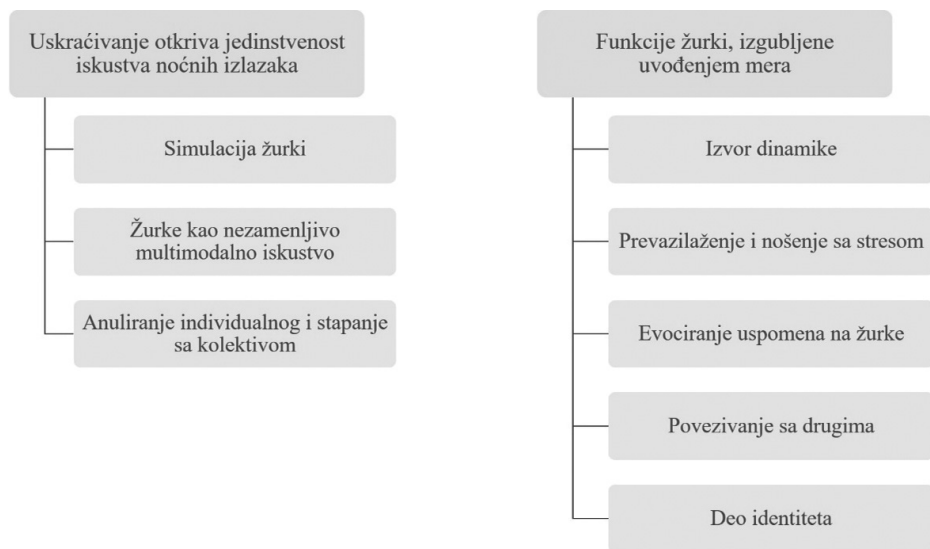 Uskraćivanje otkriva jedinstvenost
iskustva noćnih izlazaka
Simulacija žurki
Žurke kao nezamenljivo
multimodalno iskustvo
Anuliranje individualnog i stapanje
sa kolektivom
Funkcije žurki, izgubljene
uvođenjem mera
Izvor dinamike
Prevazilaženje i nošenje sa stresom
Evociranje uspomena na žurke
Povezivanje sa drugima
Deo identiteta